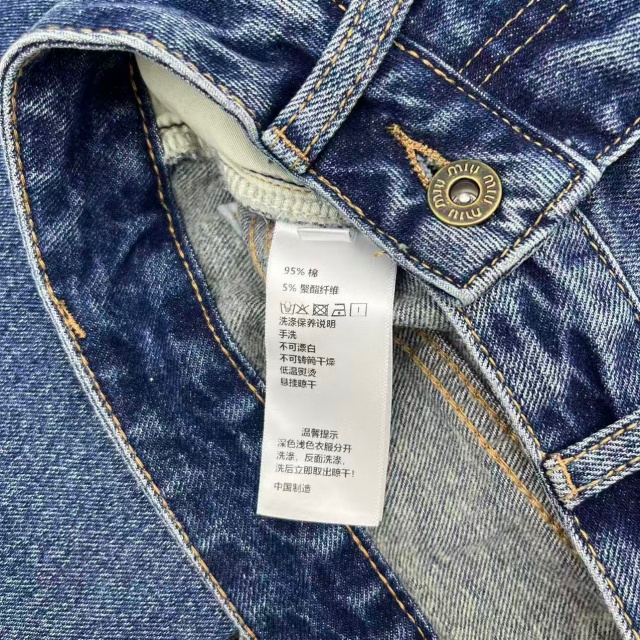 MIU MIU MIU MIU
95% 棉
5% 聚酯纤维
洗涤保养说明
手洗
不可漂白
不可转筒干燥
低温熨烫
悬挂晾干
温馨提示
深色浅色衣服分开
洗涤，反面洗涤，
洗后立即取出晾干!
中国制造